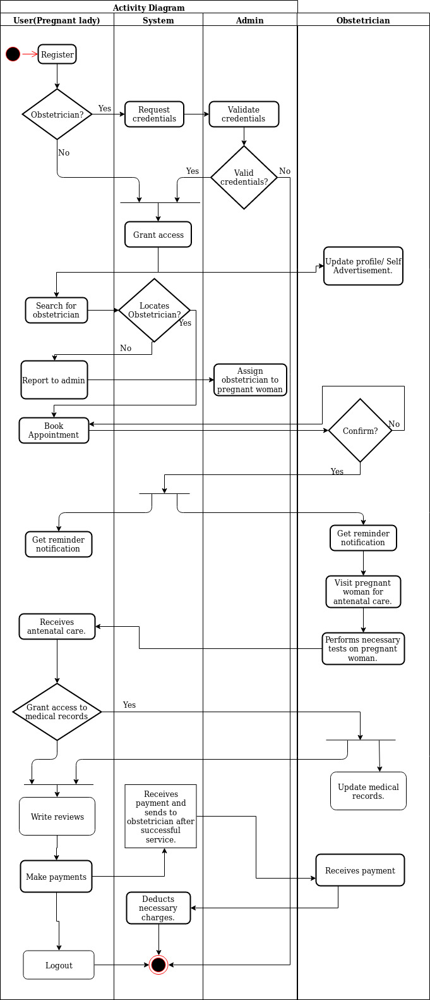 Activity Diagram
User(Pregnant lady)
System
Admin
Obstetrician
Register
Obstetrician?
Yes
Request
credentials
Validate
credentials
No
Yes
Valid
credentials?
No
Grant access
Update profile/ Self
Advertisement.
Search for
obstetrician
Locates
Obstetrician?
Yes
No
Report to admin
Assign
obstetrician to
pregnant woman
Book
Appointment
Confirm?
No
Yes
Get reminder
notification
Get reminder
notification
Visit pregnant
woman for
antenatal care.
Receives
antenatal care.
Performs necessary
tests on pregnant
woman.
Grant access to
medical records
Yes
Update medical
records.
Write reviews
Receives
payment and
sends to
obstetrician after
successful
service.
Make payments
Receives payment
Deducts
necessary
charges.
Logout